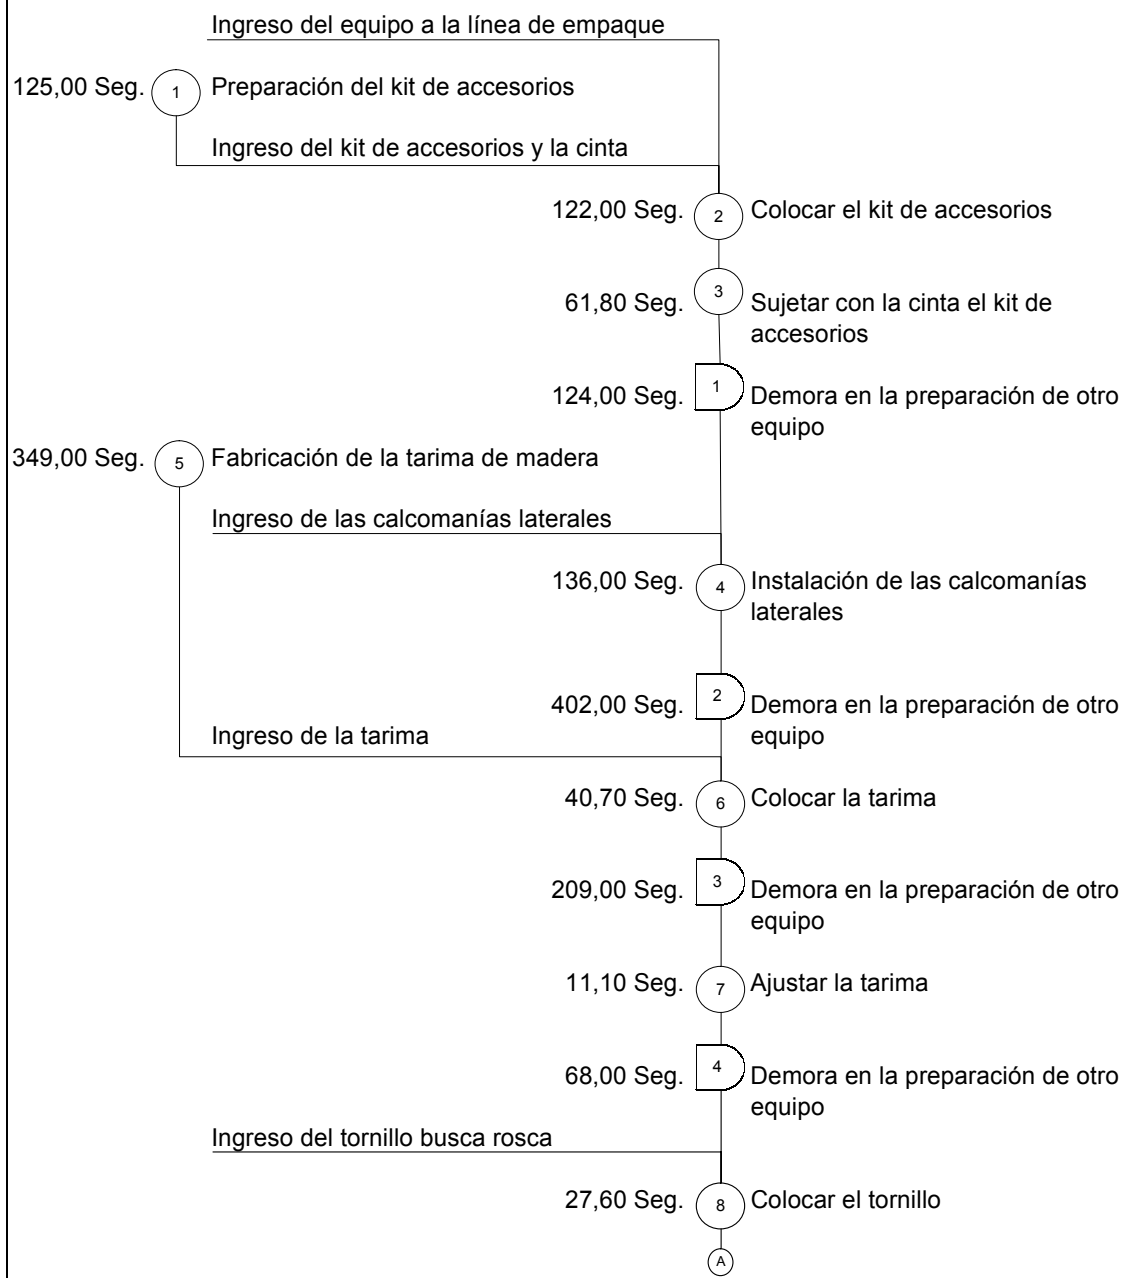 Ingreso del equipo a la línea de empaque
125,00 Seg. 1 Preparación del kit de accesorios
Ingreso del kit de accesorios y la cinta
122,00 Seg. 2 Colocar el kit de accesorios
61,80 Seg. 3 Sujetar con la cinta el kit de
accesorios
124,00 Seg. 1 Demora en la preparación de otro
equipo
349,00 Seg. 5 Fabricación de la tarima de madera
Ingreso de las calcomanías laterales
136,00 Seg. 4 Instalación de las calcomanías
laterales
402,00 Seg. 2 Demora en la preparación de otro
equipo
Ingreso de la tarima
40,70 Seg. 6 Colocar la tarima
209,00 Seg. 3 Demora en la preparación de otro
equipo
11,10 Seg. 7 Ajustar la tarima
68,00 Seg. 4 Demora en la preparación de otro
equipo
Ingreso del tornillo busca rosca
27,60 Seg. 8 Colocar el tornillo
A